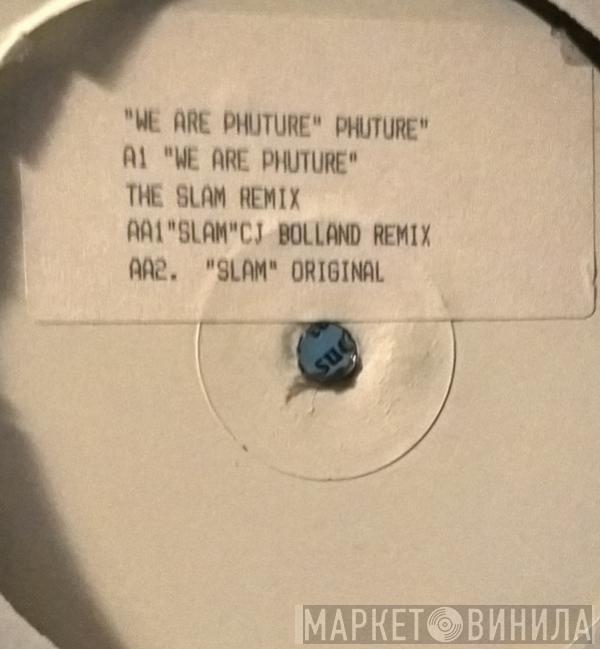 "WE ARE PHUTURE" PHUTURE"
A1 "WE ARE PHUTURE"
THE SLAM REMIX
AA1"SLAM"CJ BOLLAND REMIX
AA2. "SLAM" ORIGINAL
МАРКЕТ ВИНИЛА